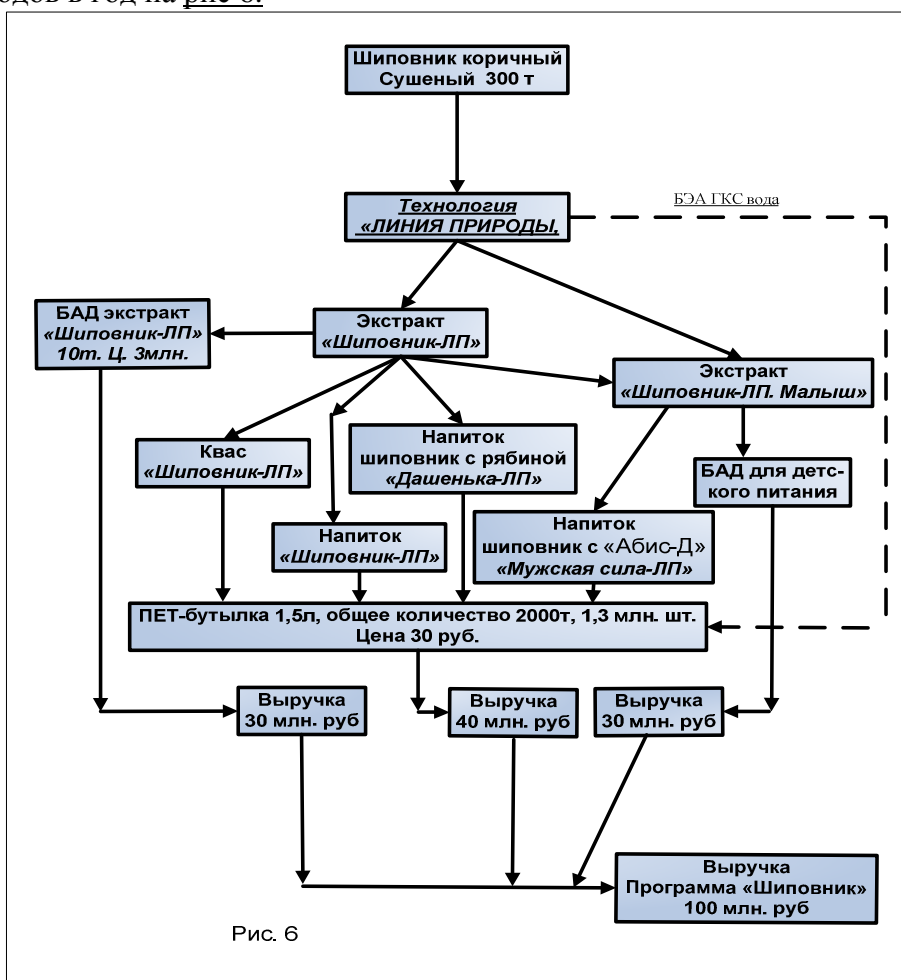 рис 6.
Шиповник коричный
Сушеный 300 т
Технология
«ЛИНИЯ ПРИРОДЫ,
БЭА ГКС вода
БАД экстракт
«Шиповник-ЛП»
10т. Ц. 3млн.
Экстракт
«Шиповник-ЛП»
Экстракт
«Шиповник-ЛП. Малыш»
Квас
«Шиповник-ЛП»
Напиток
шиповник с рябиной
«Дашенька-ЛП»
БАД для детс-
кого питания
Напиток
«Шиповник-ЛП»
Напиток
шиповник с «Абис-Д»
«Мужская сила-ЛП»
ПЕТ-бутылка 1,5л, общее количество 2000т, 1,3 млн. шт.
Цена 30 руб.
Выручка
30 млн. руб
Выручка
40 млн. руб
Выручка
30 млн. руб
Выручка
Программа «Шиповник»
100 млн. руб
Рис. 6